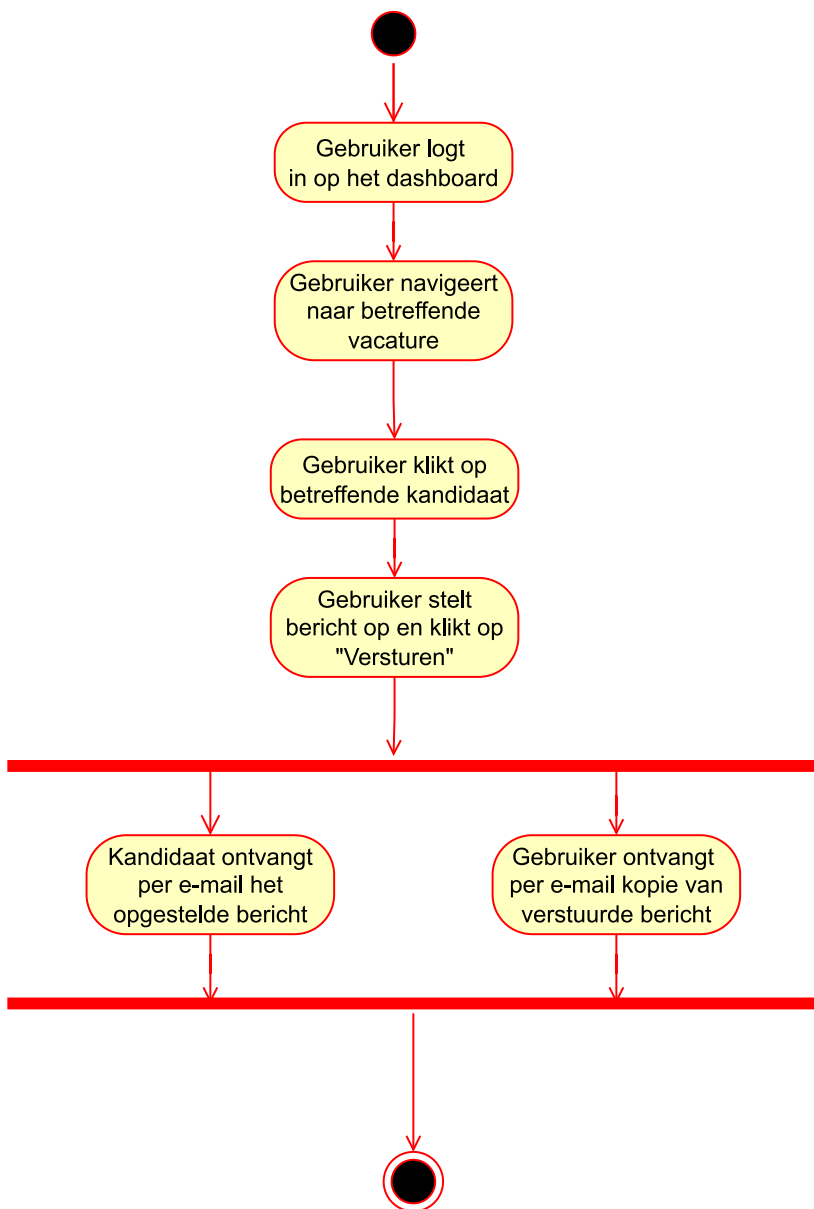 Gebruiker logt
in op het dashboard
Gebruiker navigeert
naar betreffende
vacature
Gebruiker klikt op
betreffende kandidaat
Gebruiker stelt
bericht op en klikt op
"Versturen"
Kandidaat ontvangt
per e-mail het
opgestelde bericht
Gebruiker ontvangt
per e-mail kopie van
verstuurde bericht